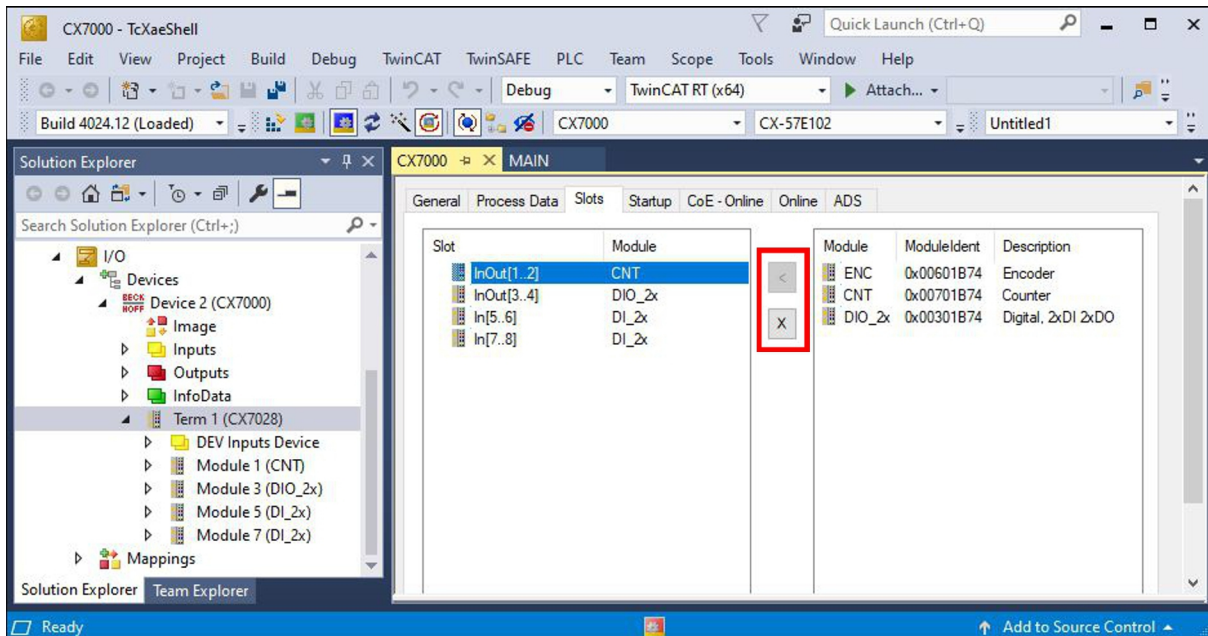 CX7000 - TcXaeShell
Quick Launch (Ctrl+Q)
File Edit View Project Build Debug TwinCAT TwinSAFE PLC Team Scope Tools Window Help
Debug TwinCAT RT (x64) Attach...
Build 4024.12 (Loaded) CX7000 CX-57E102 Untitled1
Solution Explorer
CX7000 MAIN
Search Solution Explorer (Ctrl+;)
I/O
Devices
BECKHOFF Device 2 (CX7000)
Image
Inputs
Outputs
InfoData
Term 1 (CX7028)
DEV Inputs Device
Module 1 (CNT)
Module 3 (DIO_2x)
Module 5 (DI_2x)
Module 7 (DI_2x)
Mappings
Solution Explorer Team Explorer
General Process Data Slots Startup CoE - Online Online ADS
Slot Module
InOut[1..2] CNT
InOut[3..4] DIO_2x
In[5..6] DI_2x
In[7..8] DI_2x
<
X
Module ModuleIdent Description
ENC 0x00601B74 Encoder
CNT 0x00701B74 Counter
DIO_2x 0x00301B74 Digital, 2xDI 2xDO
Ready
Add to Source Control